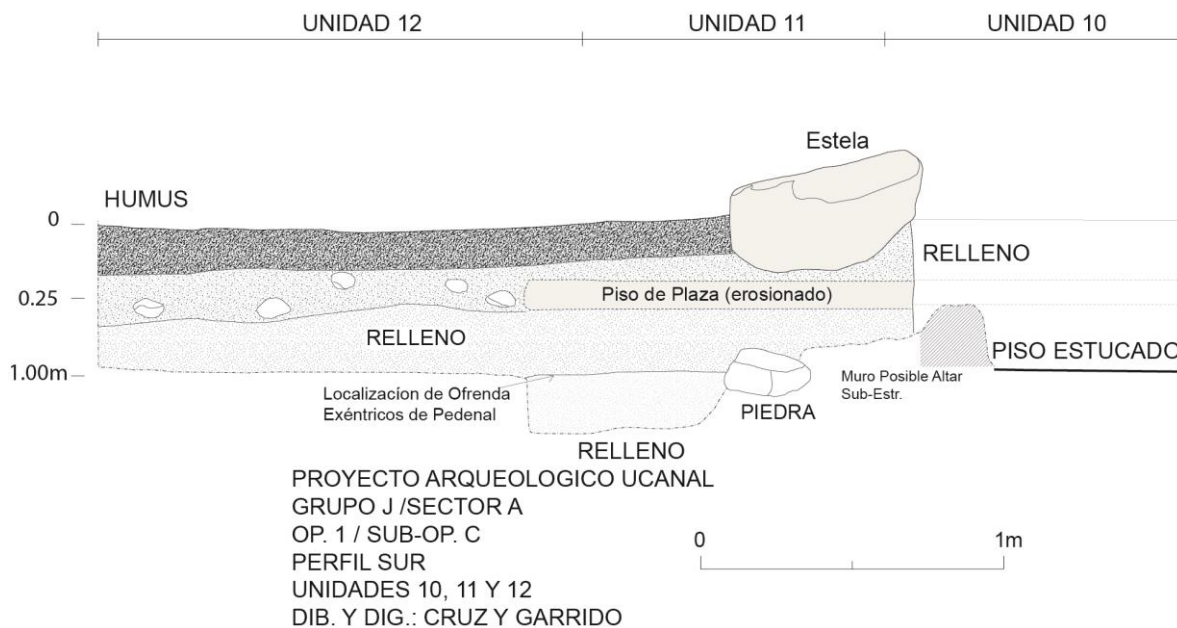 UNIDAD 12
UNIDAD 11
UNIDAD 10
Estela
HUMUS
0
RELLENO
0.25
Piso de Plaza (erosionado)
RELLENO
PISO ESTUCADO
1.00m
Localizacíon de Ofrenda
Exéntricos de Pedenal
Muro Posible Altar
Sub-Estr.
PIEDRA
RELLENO
PROYECTO ARQUEOLOGICO UCANAL
GRUPO J /SECTOR A
OP. 1 / SUB-OP. C
PERFIL SUR
UNIDADES 10, 11 Y 12
DIB. Y DIG.: CRUZ Y GARRIDO
0
1m